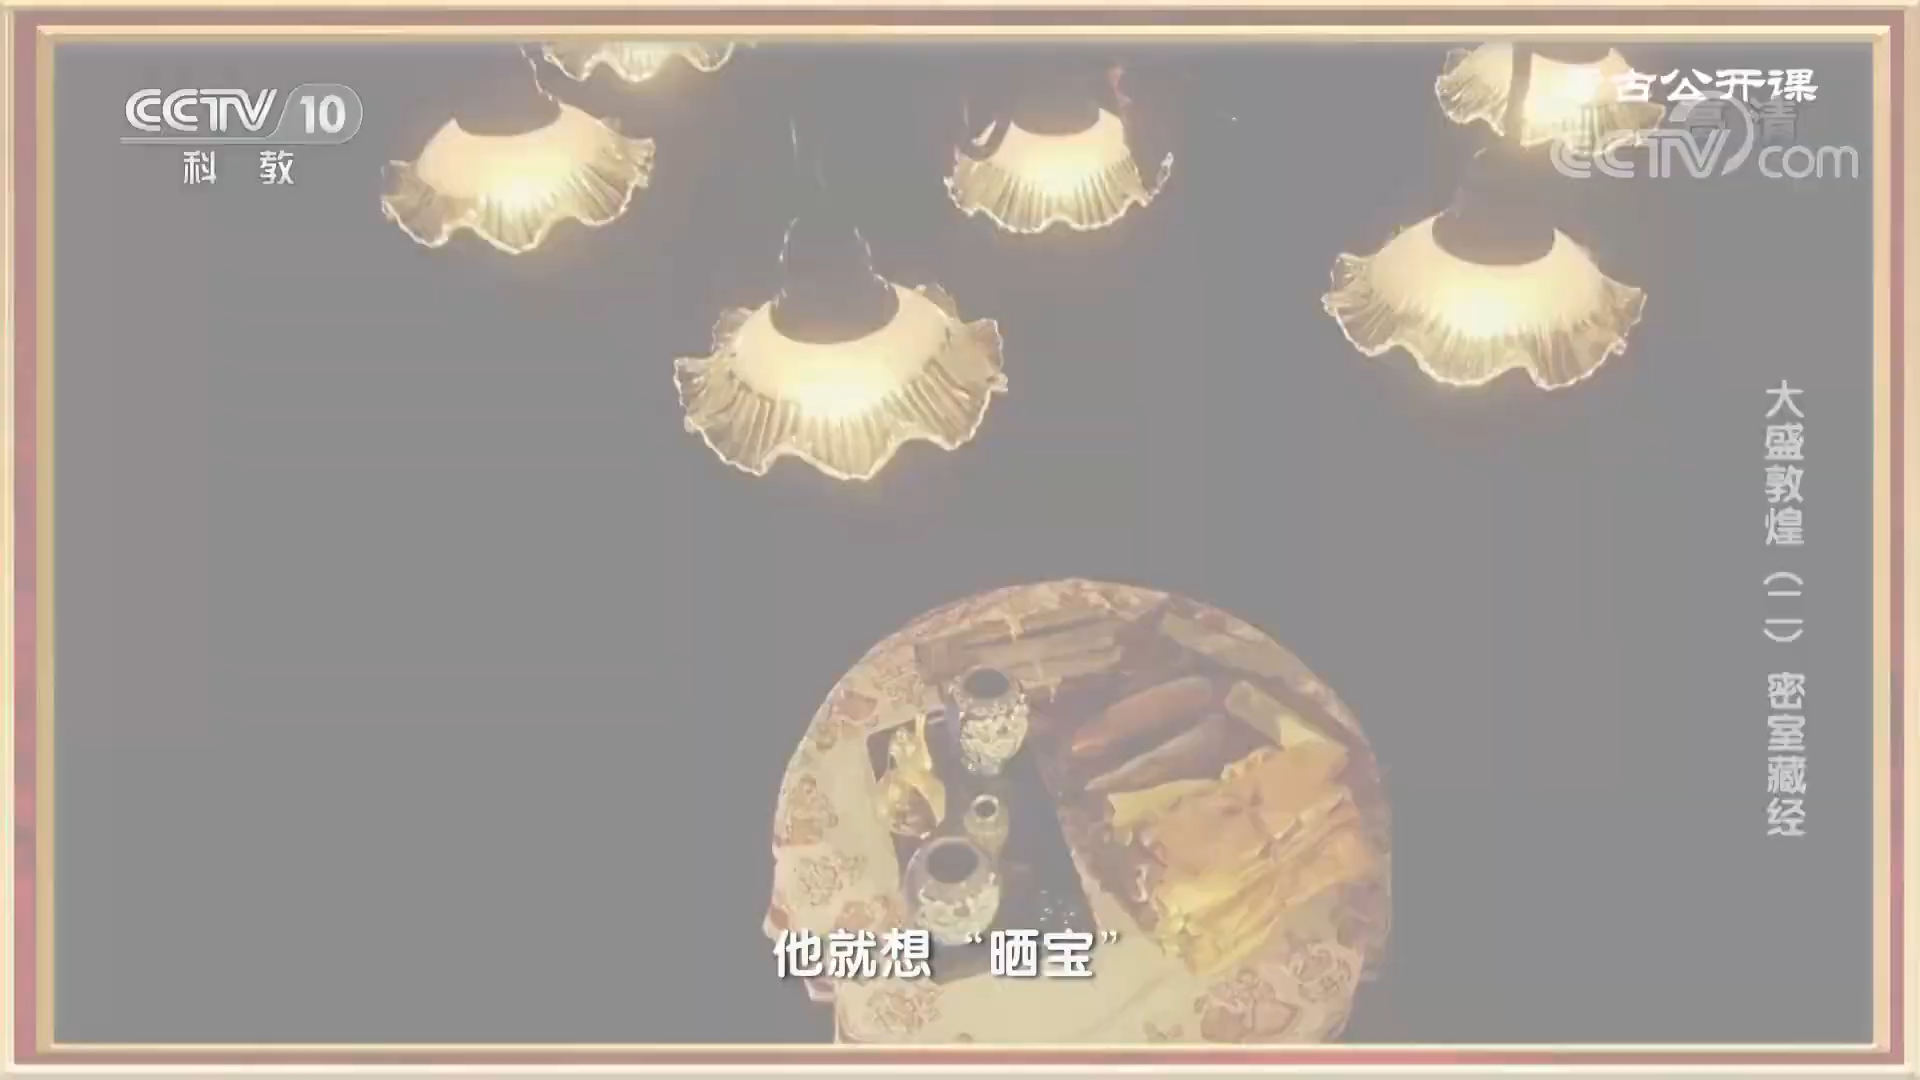 CCTV 10
科 教
古公开课
高清
CCTV com
大盛敦煌（二） 密室藏经
他就想“晒宝”